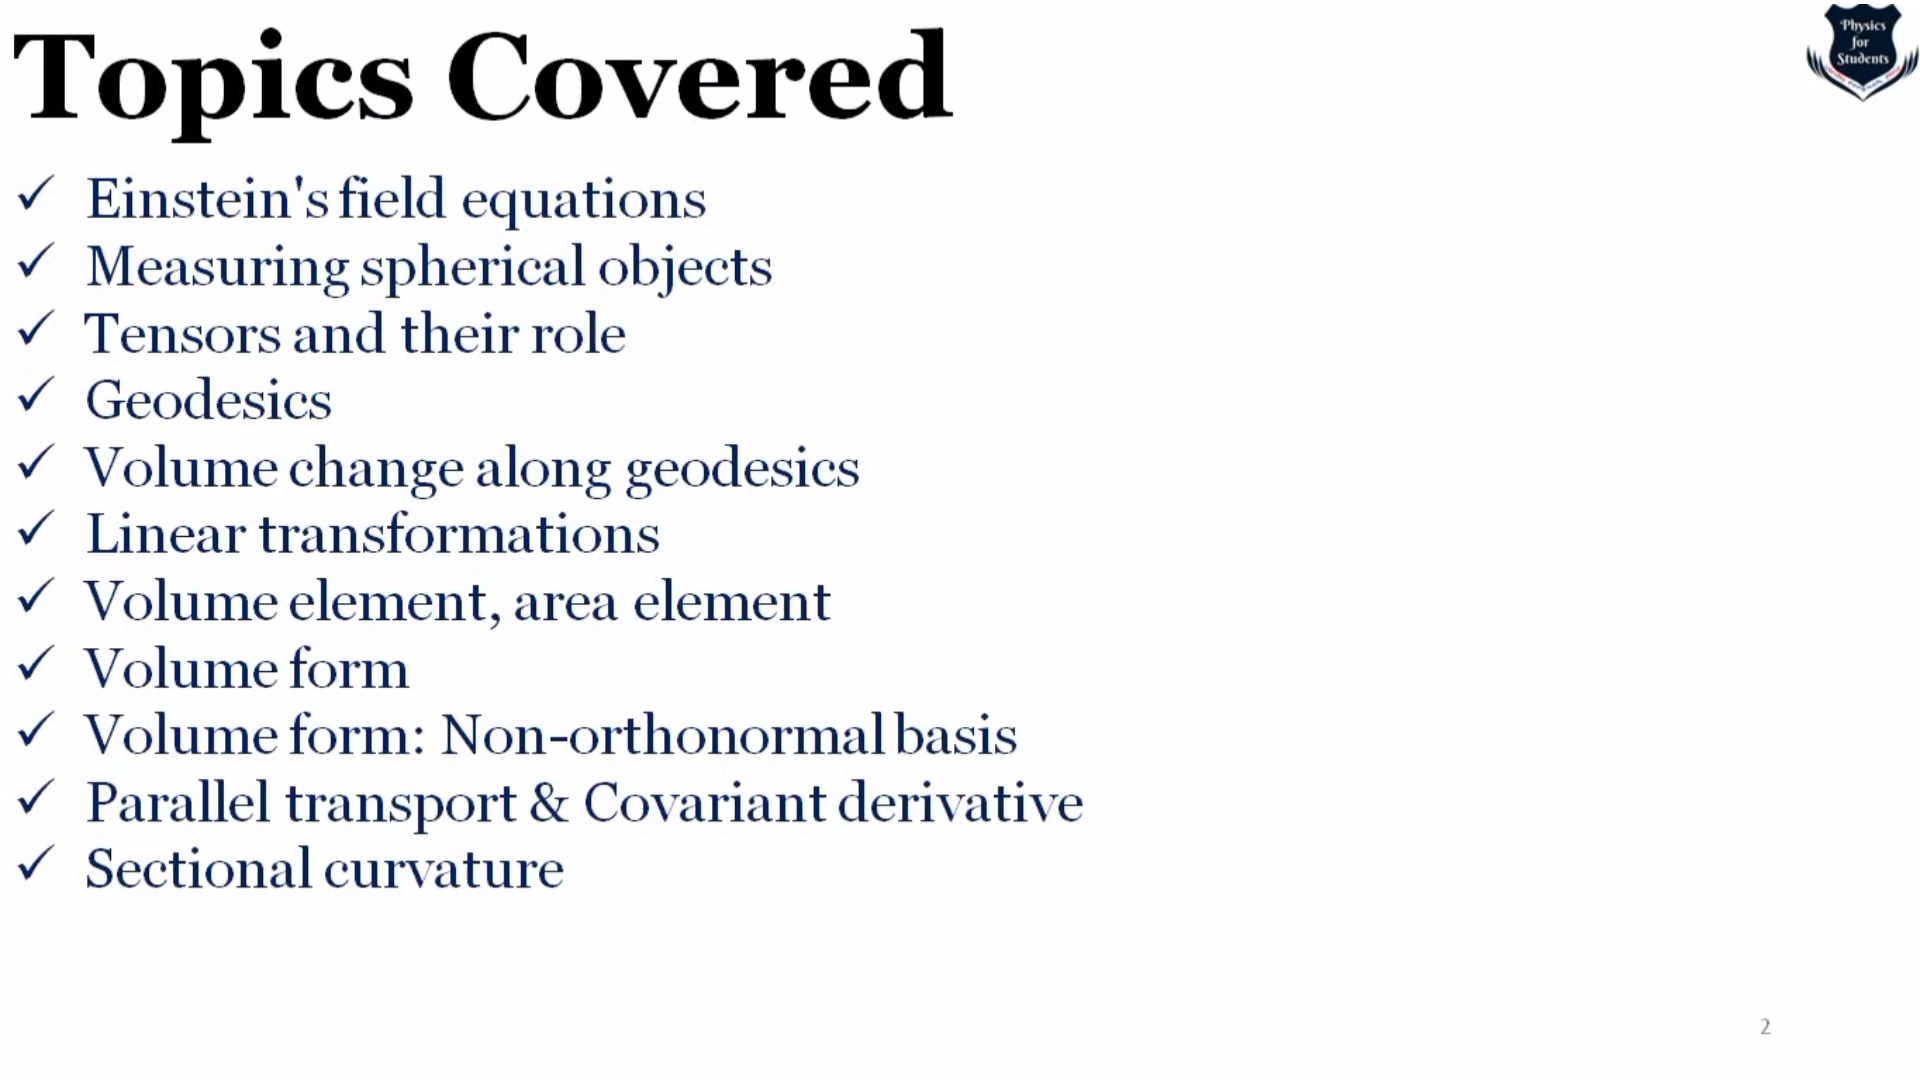 Topics Covered
Physics
for
Students
✓ Einstein's field equations
✓ Measuring spherical objects
✓ Tensors and their role
✓ Geodesics
✓ Volume change along geodesics
✓ Linear transformations
✓ Volume element, area element
✓ Volume form
✓ Volume form: Non-orthonormal basis
✓ Parallel transport & Covariant derivative
✓ Sectional curvature
2